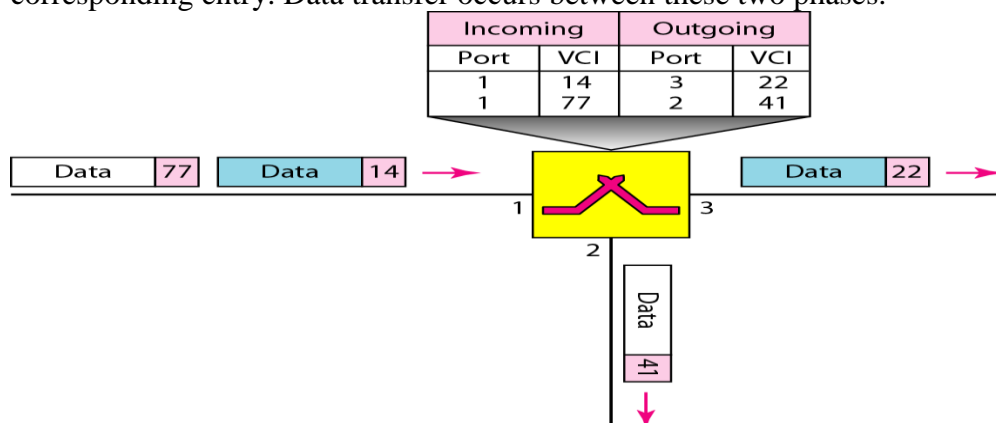 corresponding entry. Data transfer occurs between these two phases.
Incoming Outgoing
Port VCI Port VCI
1 14 3 22
1 77 2 41
Data 77 Data 14 Data 22
1 3
2
Data
41